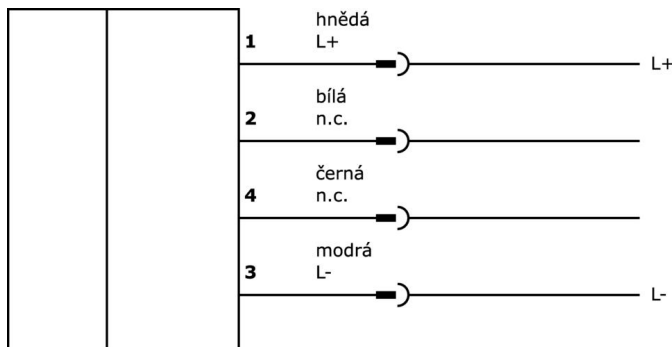 hnědá
1 L+
L+
bílá
2 n.c.
černá
4 n.c.
modrá
3 L-
L-